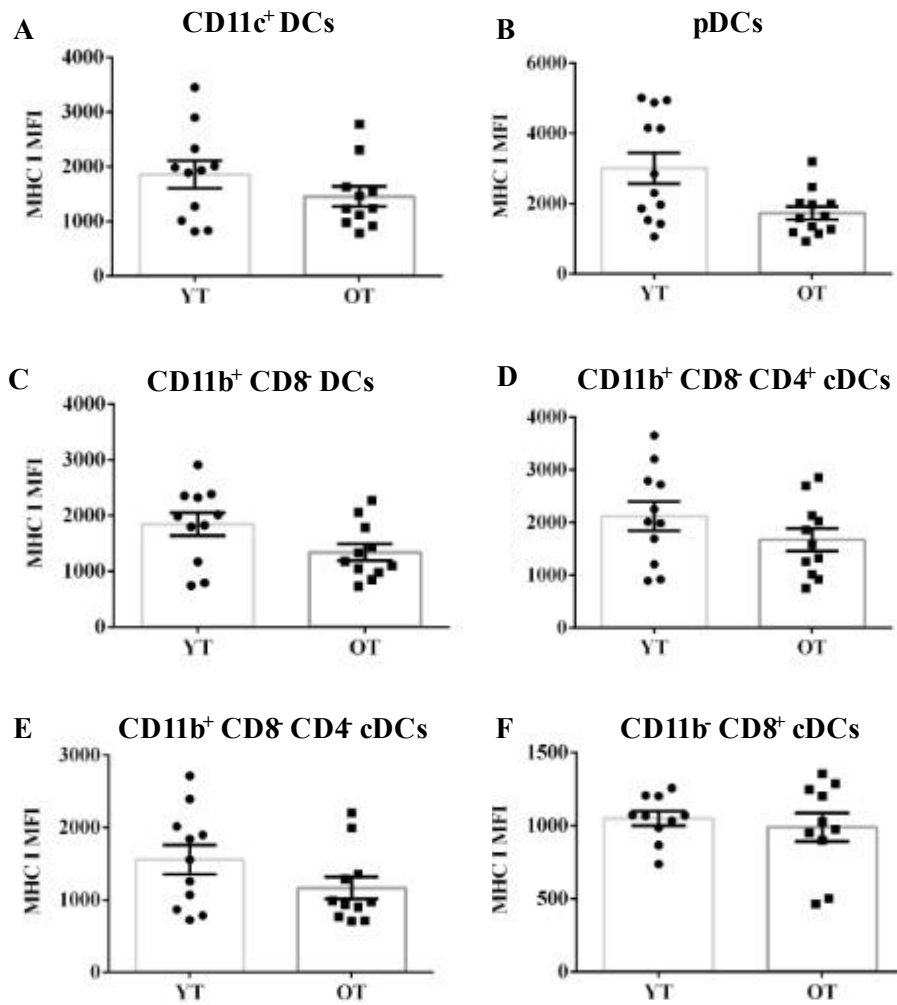 A
CD11c⁺ DCs
4000
3000
2000
1000
0
MHC I MFI
YT
OT
B
pDCs
6000
4000
2000
0
MHC I MFI
YT
OT
C
CD11b⁺ CD8⁻ DCs
4000
3000
2000
1000
0
MHC I MFI
YT
OT
D
CD11b⁺ CD8⁻ CD4⁺ cDCs
4000
3000
2000
1000
0
MHC I MFI
YT
OT
E
CD11b⁺ CD8⁻ CD4⁻ cDCs
3000
2000
1000
0
MHC I MFI
YT
OT
F
CD11b⁻ CD8⁺ cDCs
1500
1000
500
0
MHC I MFI
YT
OT